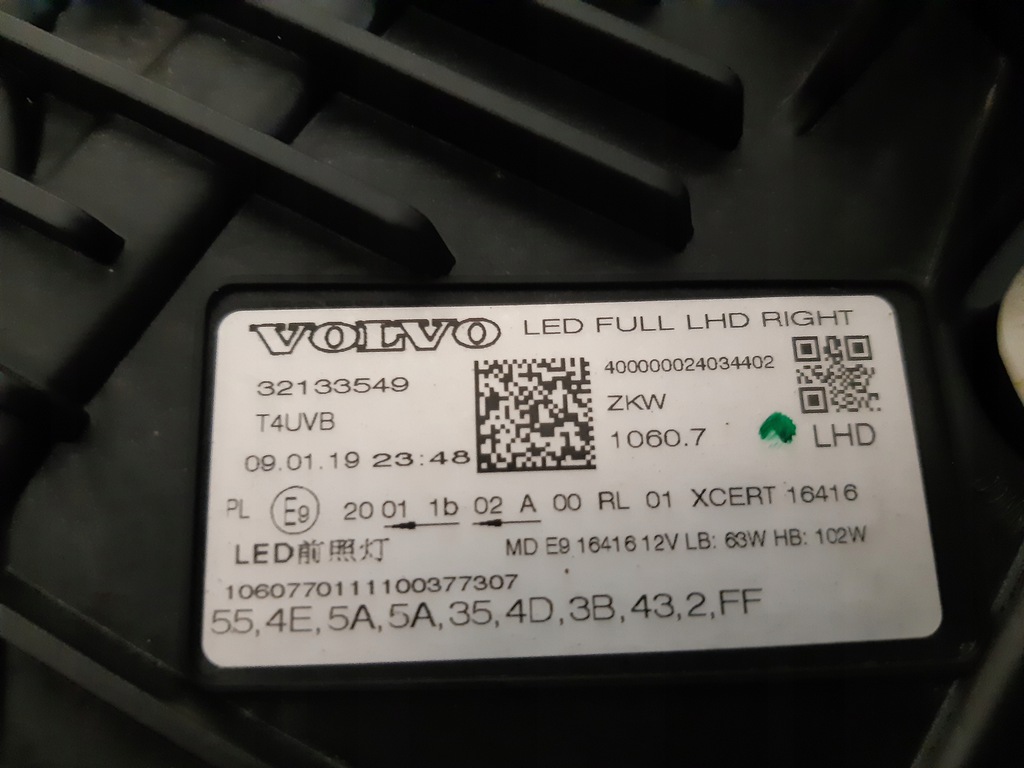 VOLVO LED FULL LHD RIGHT
32133549 400000024034402
T4UVB ZKW
09.01.19 23:48 1060.7 LHD
PL E9 20 01 1b 02 A 00 RL 01 XCERT 16416
LED前照灯 MD E9 16416 12V LB: 63W HB: 102W
1060770111100377307
55,4E,5A,5A,35,4D,3B,43,2,FF